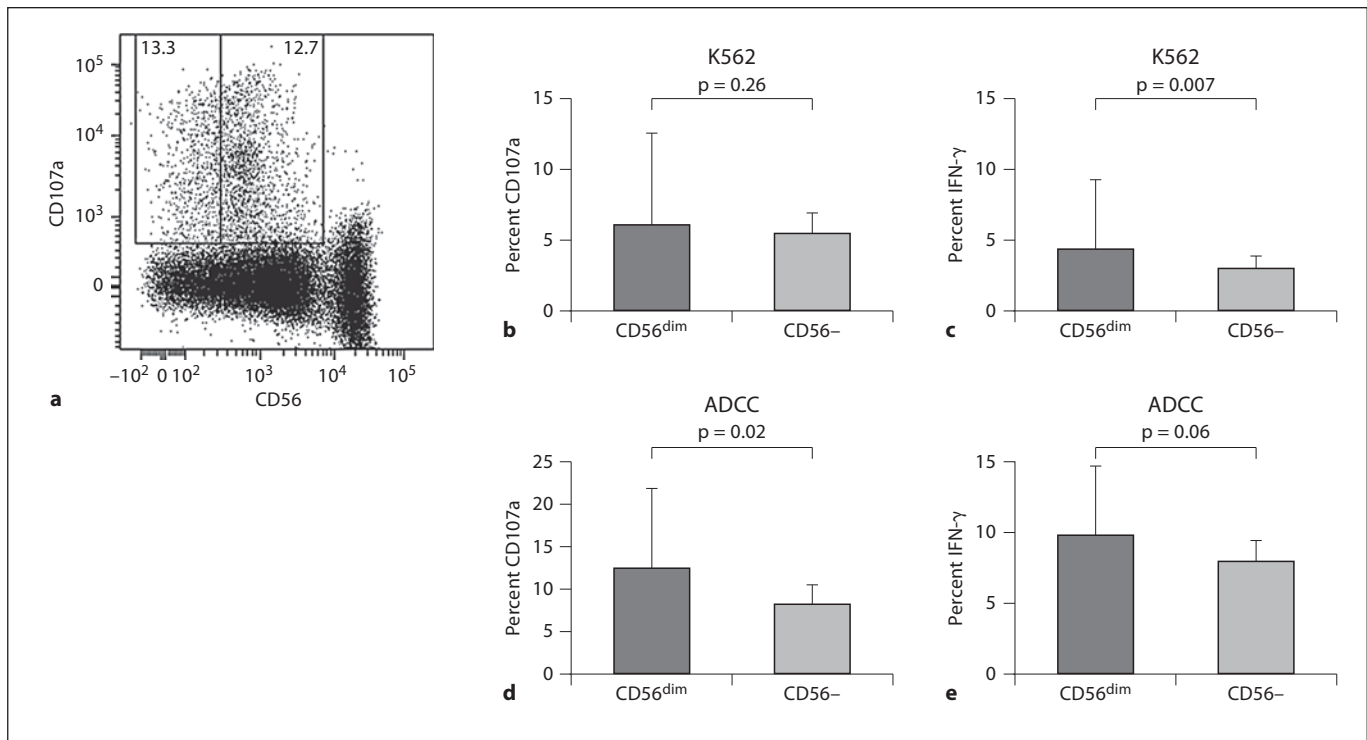 13.3 12.7
10⁵
10⁴
10³
0
CD107a
–10² 0 10² 10³ 10⁴ 10⁵
CD56
a
K562
p = 0.26
15
10
5
0
Percent CD107a
CD56dim CD56–
b
K562
p = 0.007
15
10
5
0
Percent IFN-γ
CD56dim CD56–
c
ADCC
p = 0.02
25
20
15
10
5
0
Percent CD107a
CD56dim CD56–
d
ADCC
p = 0.06
15
10
5
0
Percent IFN-γ
CD56dim CD56–
e